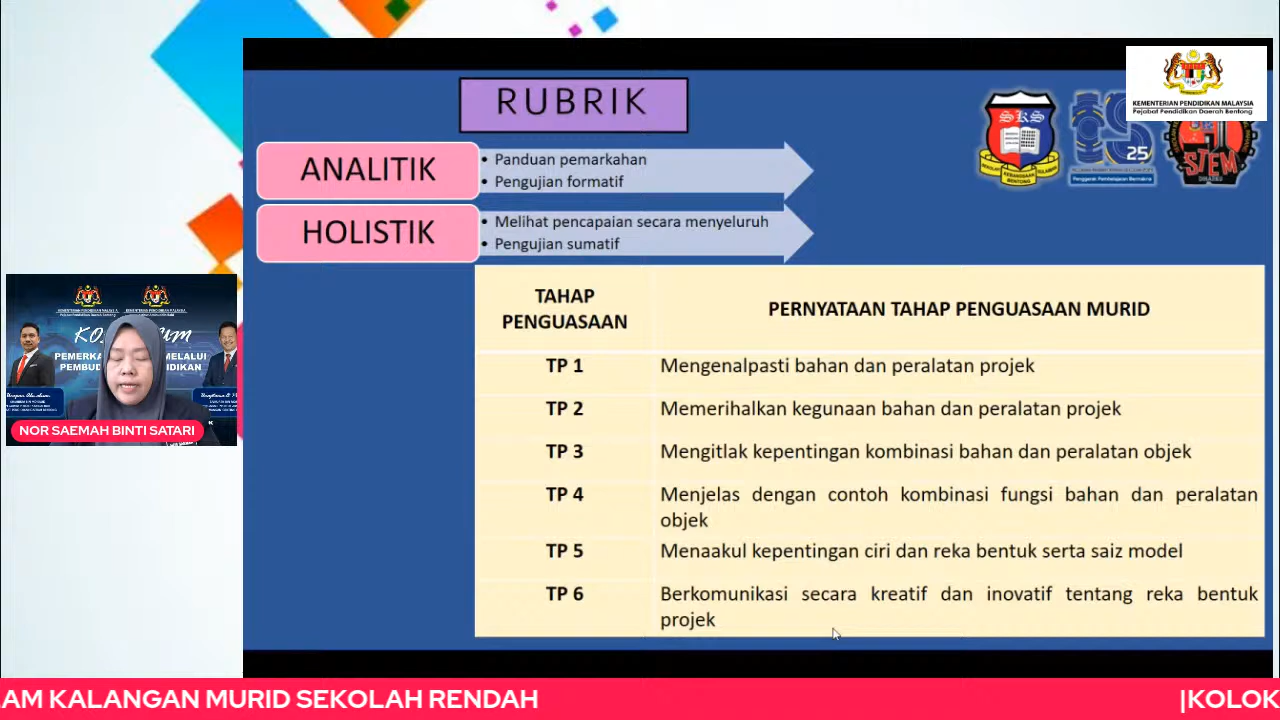 RUBRIK
ANALITIK
• Panduan pemarkahan
• Pengujian formatif
HOLISTIK
• Melihat pencapaian secara menyeluruh
• Pengujian sumatif
KEMENTERIAN PENDIDIKAN MALAYSIA
Pejabat Pendidikan Daerah Bentong
SKS
25
STEM
TAHAP PENGUASAAN
PERNYATAAN TAHAP PENGUASAAN MURID
TP 1 Mengenalpasti bahan dan peralatan projek
TP 2 Memerihalkan kegunaan bahan dan peralatan projek
TP 3 Mengitlak kepentingan kombinasi bahan dan peralatan objek
TP 4 Menjelas dengan contoh kombinasi fungsi bahan dan peralatan
objek
TP 5 Menaakul kepentingan ciri dan reka bentuk serta saiz model
TP 6 Berkomunikasi secara kreatif dan inovatif tentang reka bentuk
projek
NOR SAEMAH BINTI SATARI
AM KALANGAN MURID SEKOLAH RENDAH
|KOLOK